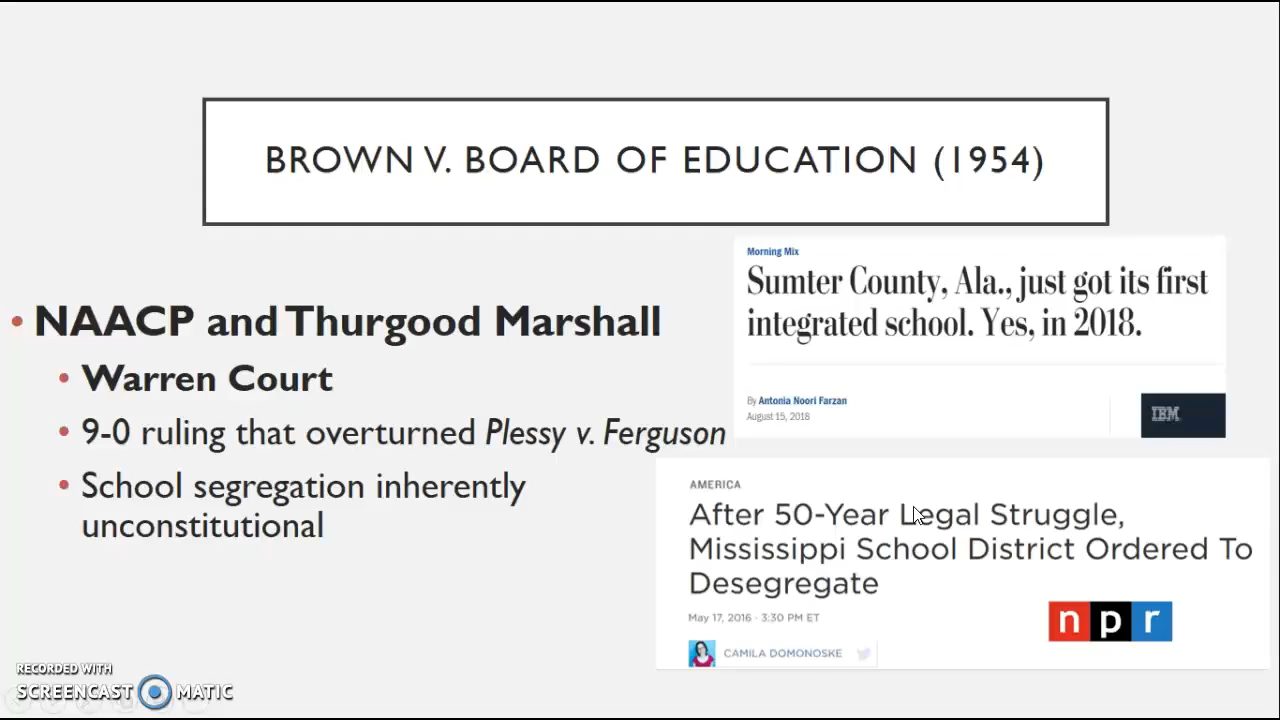 BROWN V. BOARD OF EDUCATION (1954)
• NAACP and Thurgood Marshall
• Warren Court
• 9-0 ruling that overturned Plessy v. Ferguson
• School segregation inherently
unconstitutional
Morning Mix
Sumter County, Ala., just got its first
integrated school. Yes, in 2018.
By Antonia Noori Farzan
August 15, 2018
IBM
AMERICA
After 50-Year Legal Struggle,
Mississippi School District Ordered To
Desegregate
May 17, 2016 · 3:30 PM ET
npr
CAMILA DOMONOSKE
RECORDED WITH
SCREENCAST MATIC